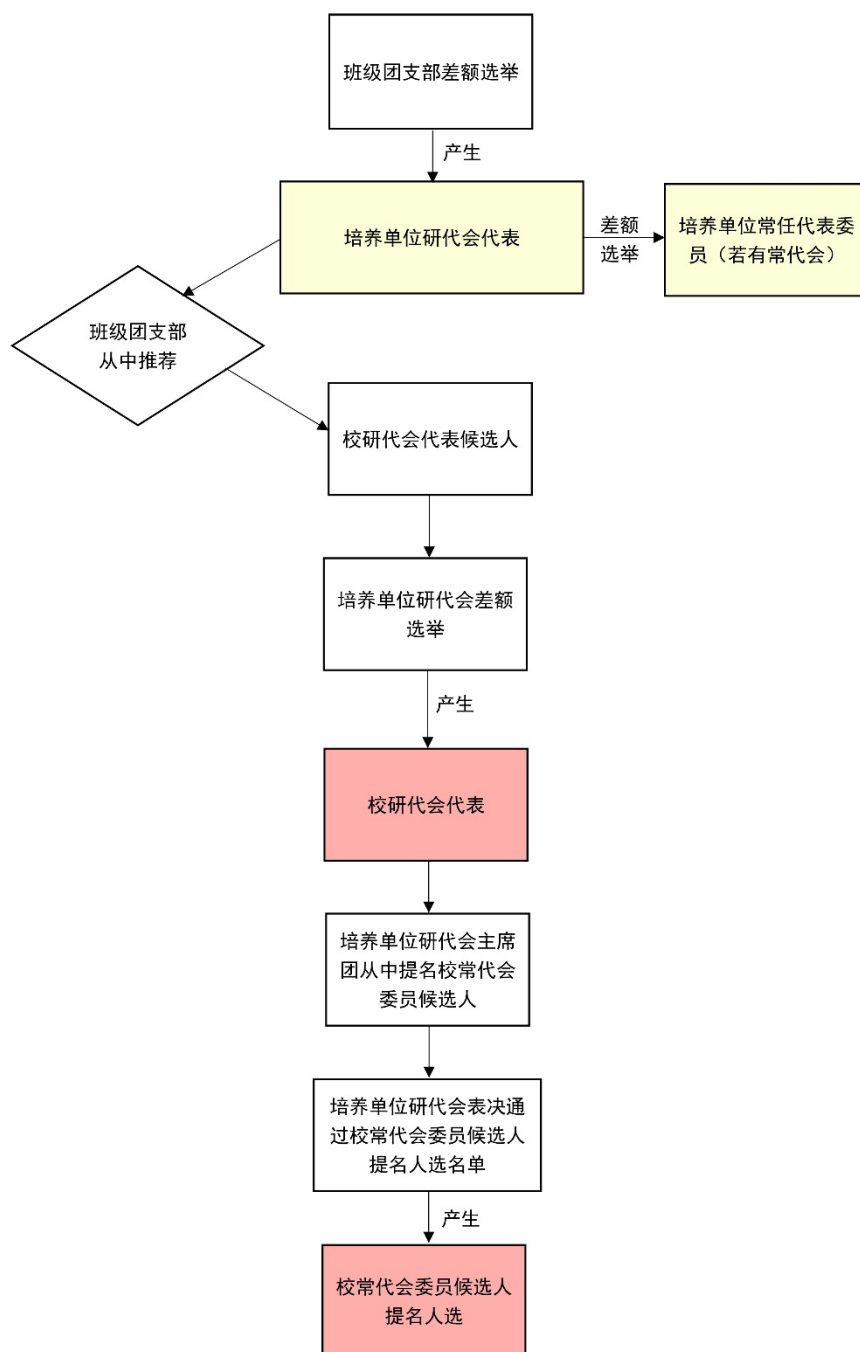 班级团支部差额选举
产生
培养单位研代会代表
差额
选举
培养单位常任代表委
员（若有常代会）
班级团支部
从中推荐
校研代会代表候选人
培养单位研代会差额
选举
产生
校研代会代表
培养单位研代会主席
团从中提名校常代会
委员候选人
培养单位研代会表决通
过校常代会委员候选人
提名人选名单
产生
校常代会委员候选人
提名人选